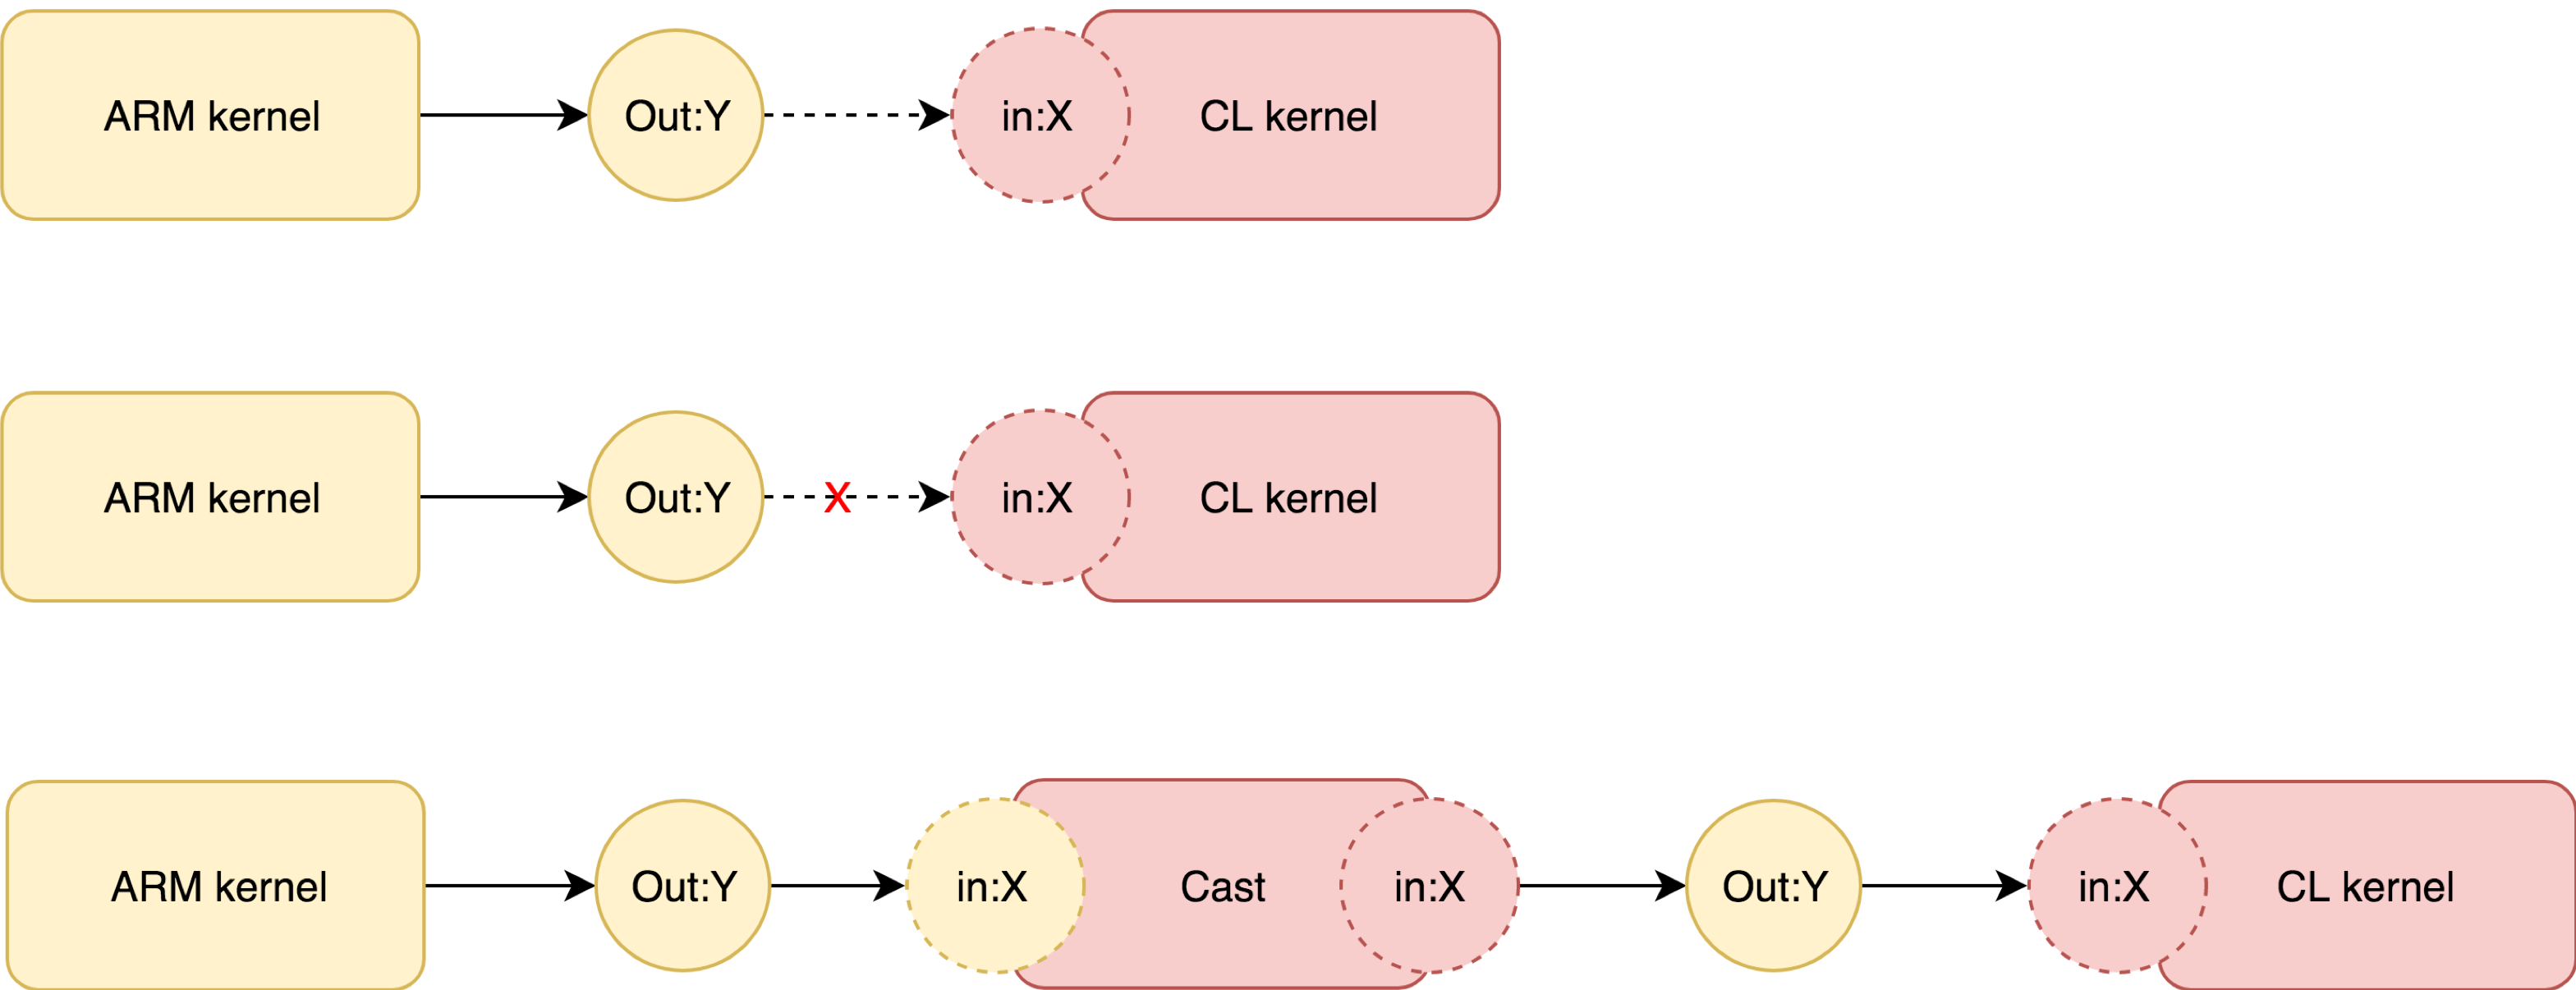 ARM kernel
Out:Y
in:X
CL kernel
ARM kernel
Out:Y
X
in:X
CL kernel
ARM kernel
Out:Y
in:X
Cast
in:X
Out:Y
in:X
CL kernel